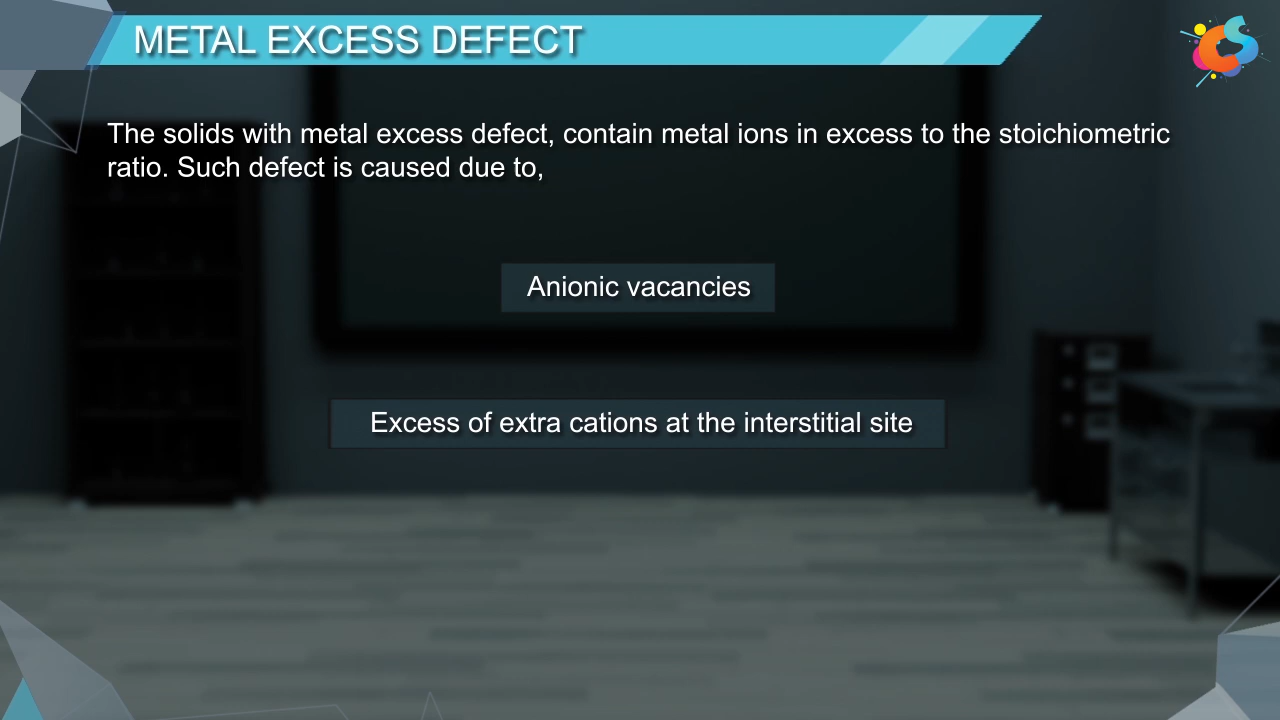 METAL EXCESS DEFECT
The solids with metal excess defect, contain metal ions in excess to the stoichiometric
ratio. Such defect is caused due to,
Anionic vacancies
Excess of extra cations at the interstitial site